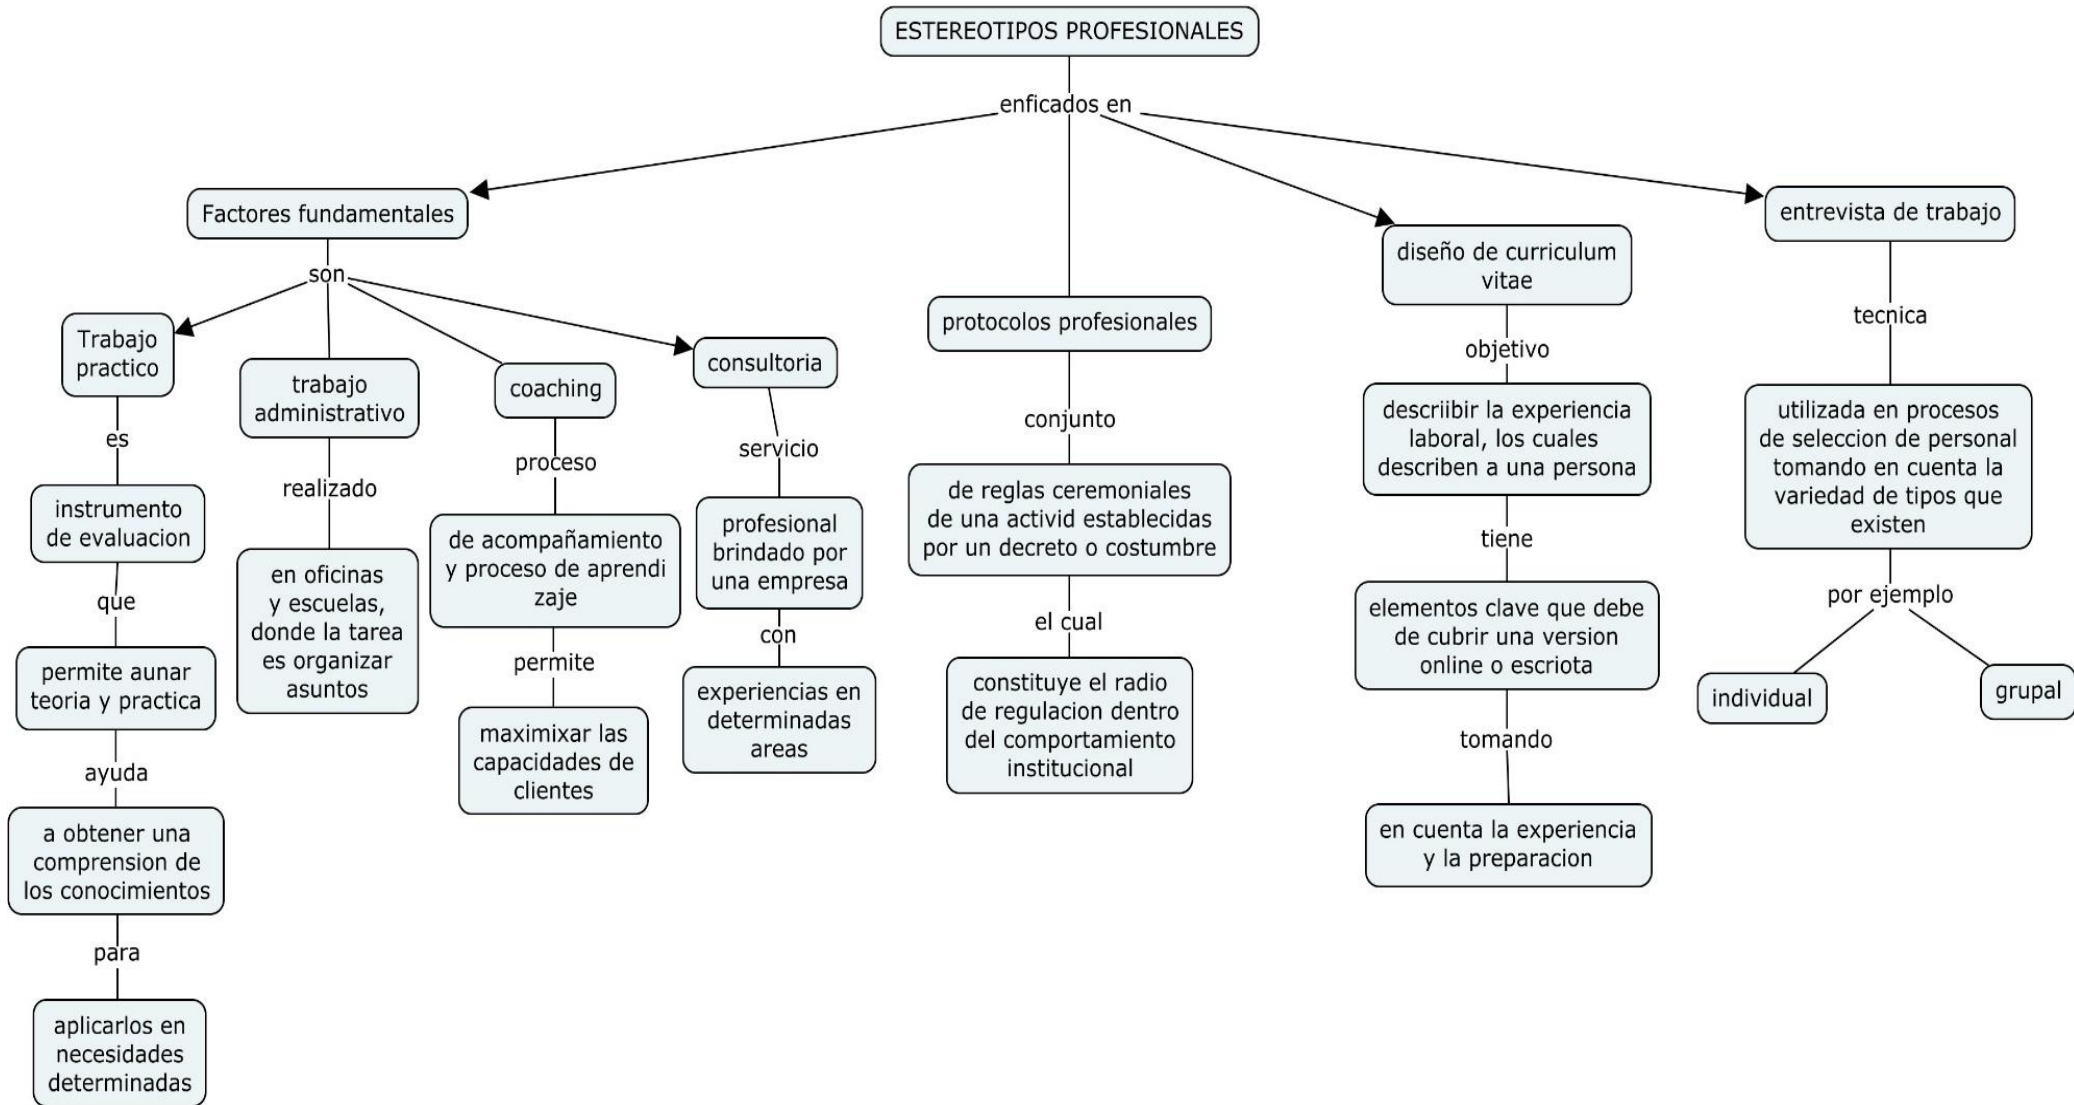 ESTEREOTIPOS PROFESIONALES
enficados en
Factores fundamentales
son
Trabajo
practico
es
instrumento
de evaluacion
que
permite aunar
teoria y practica
ayuda
a obtener una
comprension de
los conocimientos
para
aplicarlos en
necesidades
determinadas
trabajo
administrativo
realizado
en oficinas
y escuelas,
donde la tarea
es organizar
asuntos
coaching
proceso
de acompañamiento
y proceso de aprendi
zaje
permite
maximixar las
capacidades de
clientes
consultoria
servicio
profesional
brindado por
una empresa
con
experiencias en
determinadas
areas
protocolos profesionales
conjunto
de reglas ceremoniales
de una activid establecidas
por un decreto o costumbre
el cual
constituye el radio
de regulacion dentro
del comportamiento
institucional
diseño de curriculum
vitae
objetivo
descriibir la experiencia
laboral, los cuales
describen a una persona
tiene
elementos clave que debe
de cubrir una version
online o escriota
tomando
en cuenta la experiencia
y la preparacion
entrevista de trabajo
tecnica
utilizada en procesos
de seleccion de personal
tomando en cuenta la
variedad de tipos que
existen
por ejemplo
individual
grupal